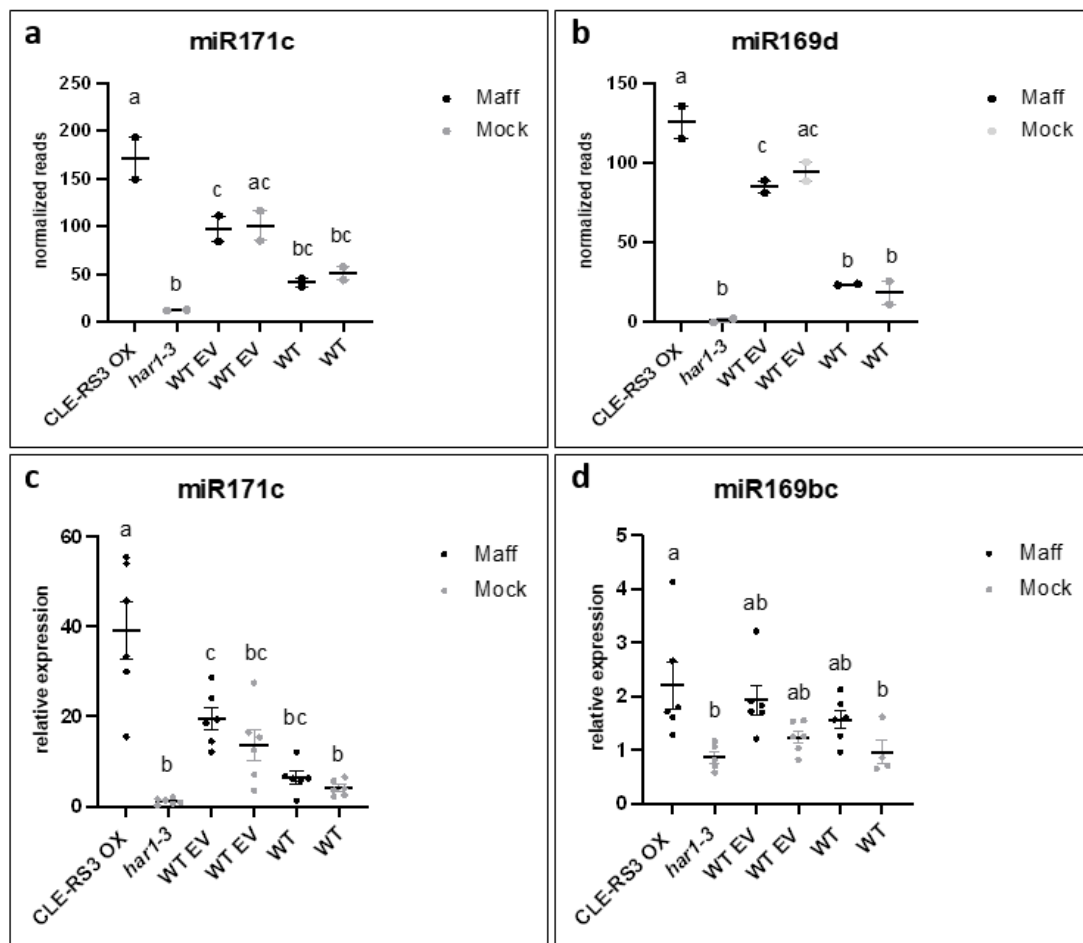 a
miR171c
normalized reads
250
200
150
100
50
0
a
b
c
ac
bc
bc
Maff
Mock
CLE-RS3 OX
har1-3
WT EV
WT EV
WT
WT
b
miR169d
normalized reads
150
100
50
0
a
b
c
ac
b
b
Maff
Mock
CLE-RS3 OX
har1-3
WT EV
WT EV
WT
WT
c
miR171c
relative expression
60
40
20
0
a
b
c
bc
bc
b
Maff
Mock
CLE-RS3 OX
har1-3
WT EV
WT EV
WT
WT
d
miR169bc
relative expression
5
4
3
2
1
0
a
b
ab
ab
ab
b
Maff
Mock
CLE-RS3 OX
har1-3
WT EV
WT EV
WT
WT